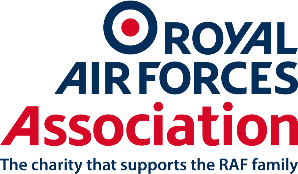 ROYAL
AIR FORCES
Association
The charity that supports the RAF family